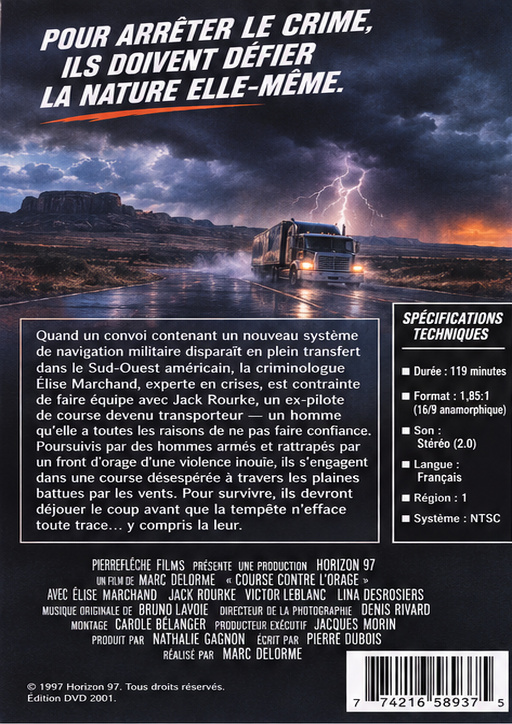 POUR ARRÊTER LE CRIME,
ILS DOIVENT DÉFIER
LA NATURE ELLE-MÊME.
Quand un convoi contenant un nouveau système
de navigation militaire disparaît en plein transfert
dans le Sud-Ouest américain, la criminologue
Élise Marchand, experte en crises, est contrainte
de faire équipe avec Jack Rourke, un ex-pilote
de course devenu transporteur — un homme
qu'elle a toutes les raisons de ne pas faire confiance.
Poursuivis par des hommes armés et rattrapés par
un front d'orage d'une violence inouïe, ils s'engagent
dans une course désespérée à travers les plaines
battues par les vents. Pour survivre, ils devront
déjouer le coup avant que la tempête n'efface
toute trace... y compris la leur.
SPÉCIFICATIONS
TECHNIQUES
■ Durée : 119 minutes
■ Format : 1,85:1
(16/9 anamorphique)
■ Son :
Stéréo (2.0)
■ Langue :
Français
■ Région : 1
■ Système : NTSC
PIERREFLÈCHE FILMS PRÉSENTE UNE PRODUCTION HORIZON 97
UN FILM DE MARC DELORME « COURSE CONTRE L'ORAGE »
AVEC ÉLISE MARCHAND JACK ROURKE VICTOR LEBLANC LINA DESROSIERS
MUSIQUE ORIGINALE DE BRUNO LAVOIE DIRECTEUR DE LA PHOTOGRAPHIE DENIS RIVARD
MONTAGE CAROLE BÉLANGER PRODUCTEUR EXÉCUTIF JACQUES MORIN
PRODUIT PAR NATHALIE GAGNON ÉCRIT PAR PIERRE DUBOIS
RÉALISÉ PAR MARC DELORME
© 1997 Horizon 97. Tous droits réservés.
Édition DVD 2001.
7 74216 58937 5